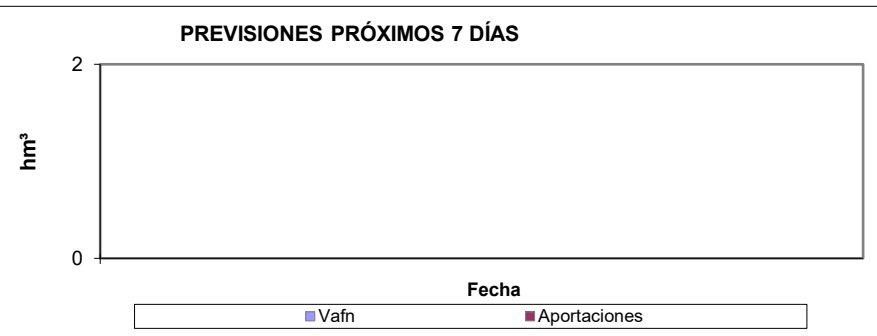 PREVISIONES PRÓXIMOS 7 DÍAS
2
hm³
0
Fecha
Vafn Aportaciones